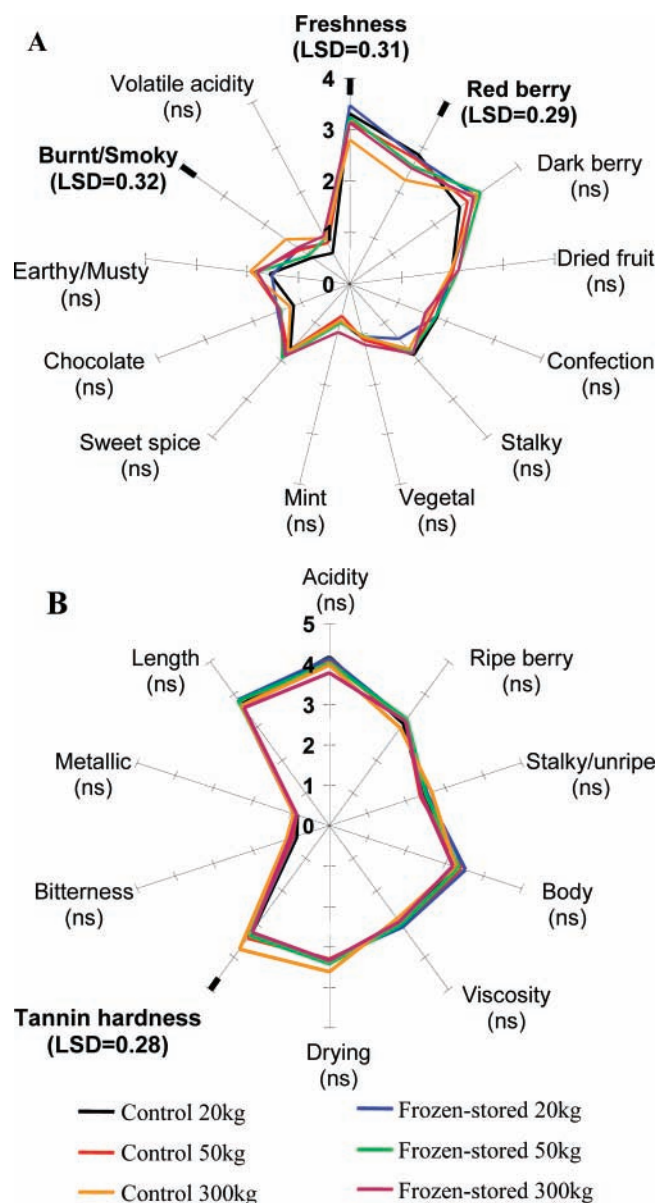 A
Freshness
(LSD=0.31)
Volatile acidity
(ns)
Red berry
(LSD=0.29)
Burnt/Smoky
(LSD=0.32)
Dark berry
(ns)
Earthy/Musty
(ns)
Dried fruit
(ns)
Chocolate
(ns)
Confection
(ns)
Sweet spice
(ns)
Stalky
(ns)
Mint
(ns)
Vegetal
(ns)
4
3
2
1
0
B
Acidity
(ns)
Length
(ns)
Ripe berry
(ns)
Metallic
(ns)
Stalky/unripe
(ns)
Bitterness
(ns)
Body
(ns)
Tannin hardness
(LSD=0.28)
Viscosity
(ns)
Drying
(ns)
5
4
3
2
1
0
Control 20kg
Control 50kg
Control 300kg
Frozen-stored 20kg
Frozen-stored 50kg
Frozen-stored 300kg